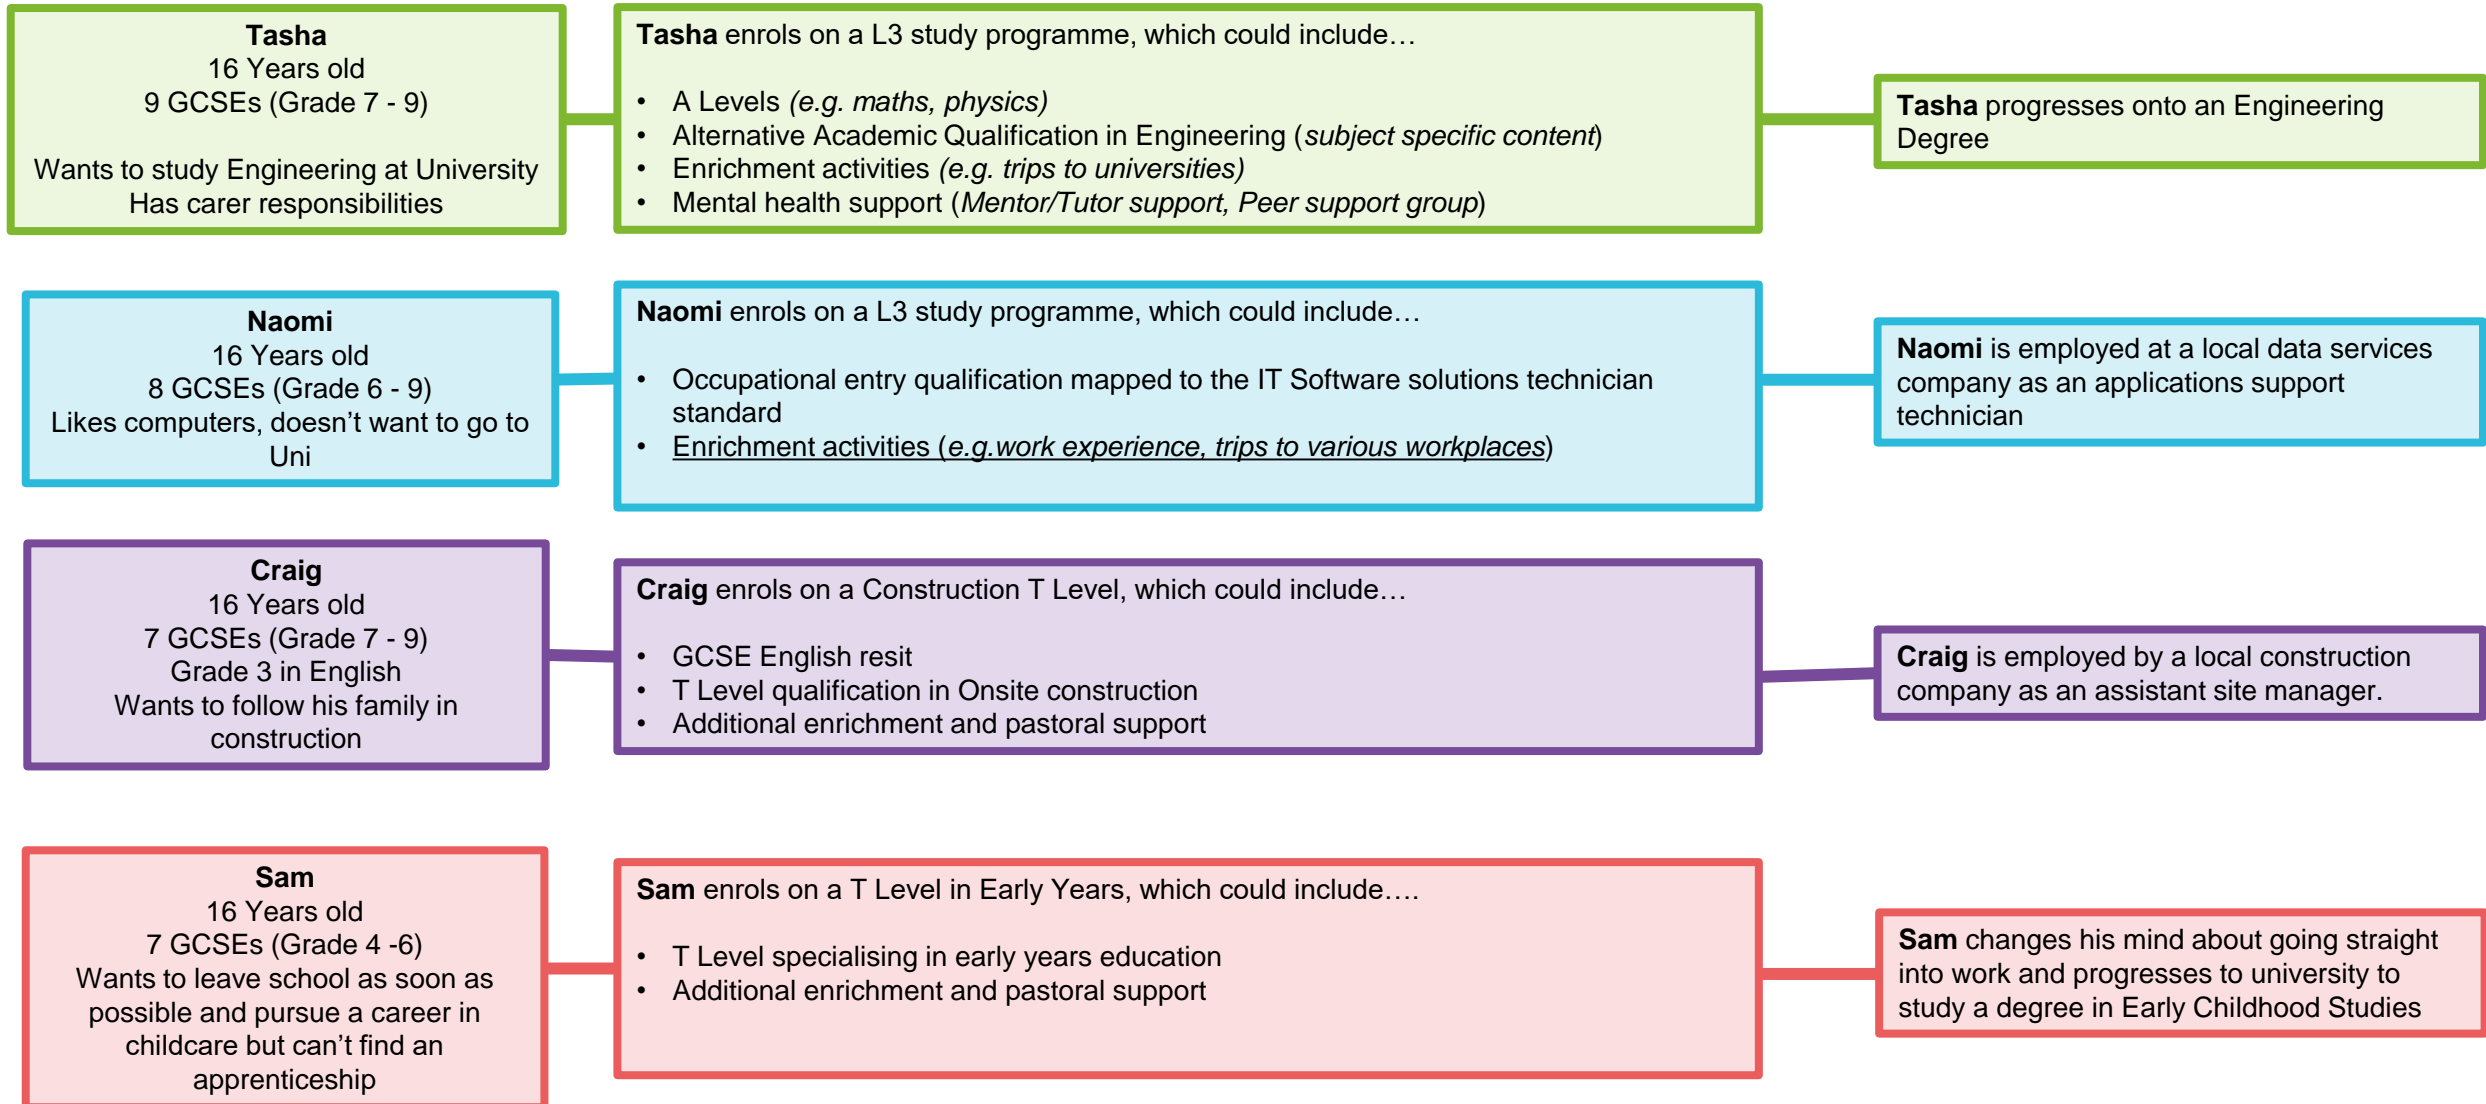 Tasha
16 Years old
9 GCSEs (Grade 7 - 9)
Wants to study Engineering at University
Has carer responsibilities
Tasha enrols on a L3 study programme, which could include…
• A Levels (e.g. maths, physics)
• Alternative Academic Qualification in Engineering (subject specific content)
• Enrichment activities (e.g. trips to universities)
• Mental health support (Mentor/Tutor support, Peer support group)
Tasha progresses onto an Engineering
Degree
Naomi
16 Years old
8 GCSEs (Grade 6 - 9)
Likes computers, doesn’t want to go to
Uni
Naomi enrols on a L3 study programme, which could include…
• Occupational entry qualification mapped to the IT Software solutions technician
standard
• Enrichment activities (e.g.work experience, trips to various workplaces)
Naomi is employed at a local data services
company as an applications support
technician
Craig
16 Years old
7 GCSEs (Grade 7 - 9)
Grade 3 in English
Wants to follow his family in
construction
Craig enrols on a Construction T Level, which could include…
• GCSE English resit
• T Level qualification in Onsite construction
• Additional enrichment and pastoral support
Craig is employed by a local construction
company as an assistant site manager.
Sam
16 Years old
7 GCSEs (Grade 4 -6)
Wants to leave school as soon as
possible and pursue a career in
childcare but can’t find an
apprenticeship
Sam enrols on a T Level in Early Years, which could include….
• T Level specialising in early years education
• Additional enrichment and pastoral support
Sam changes his mind about going straight
into work and progresses to university to
study a degree in Early Childhood Studies